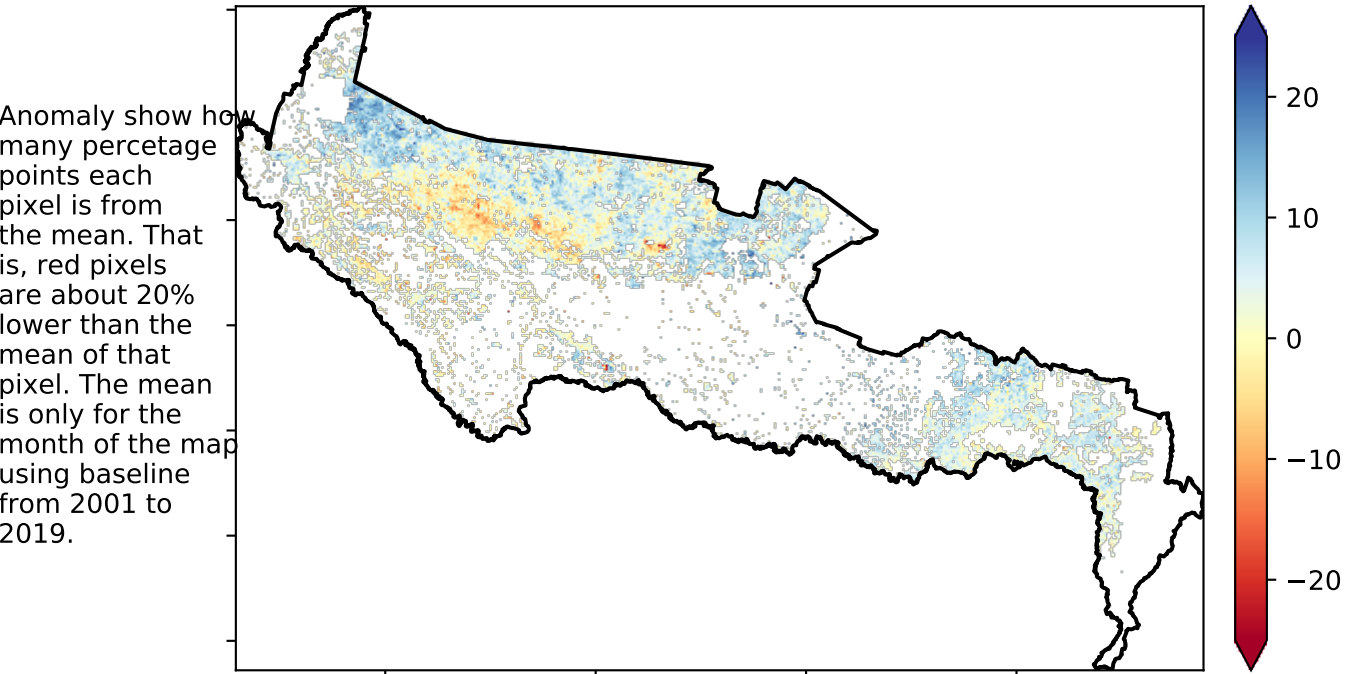 Anomaly show how
many percetage
points each
pixel is from
the mean. That
is, red pixels
are about 20%
lower than the
mean of that
pixel. The mean
is only for the
month of the map
using baseline
from 2001 to
2019.
20
10
0
−10
−20